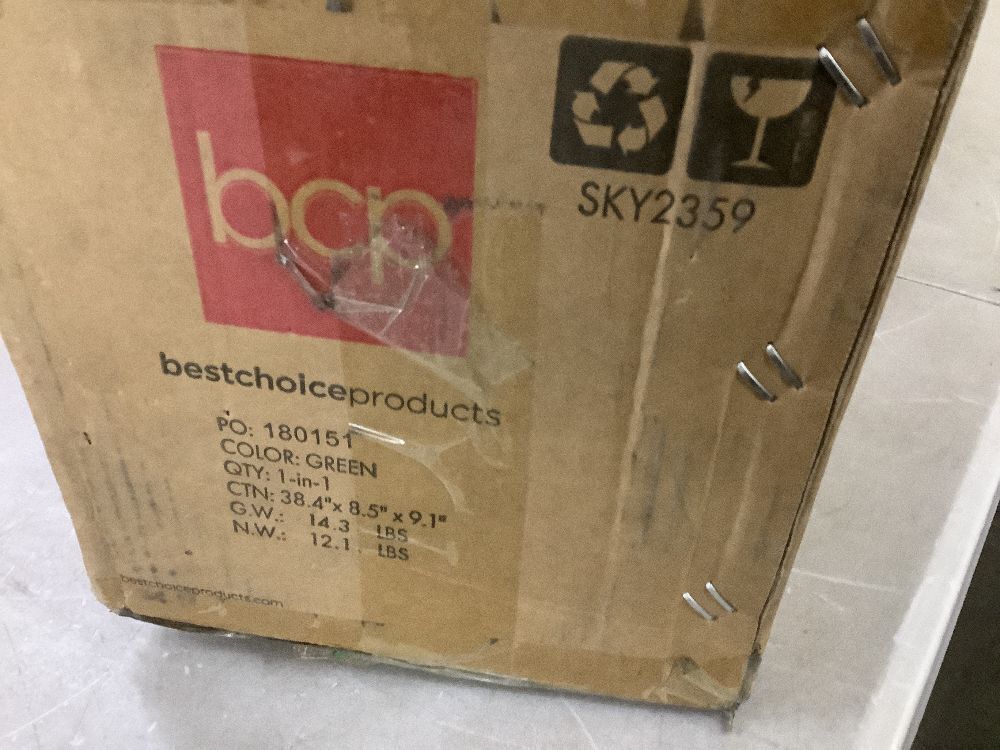 bcp
SKY2359
bestchoiceproducts
PO: 180151
COLOR: GREEN
QTY: 1-in-1
CTN: 38.4"x 8.5" x 9.1"
G.W.: 14.3 LBS
N.W.: 12.1 LBS
bestchoiceproducts.com